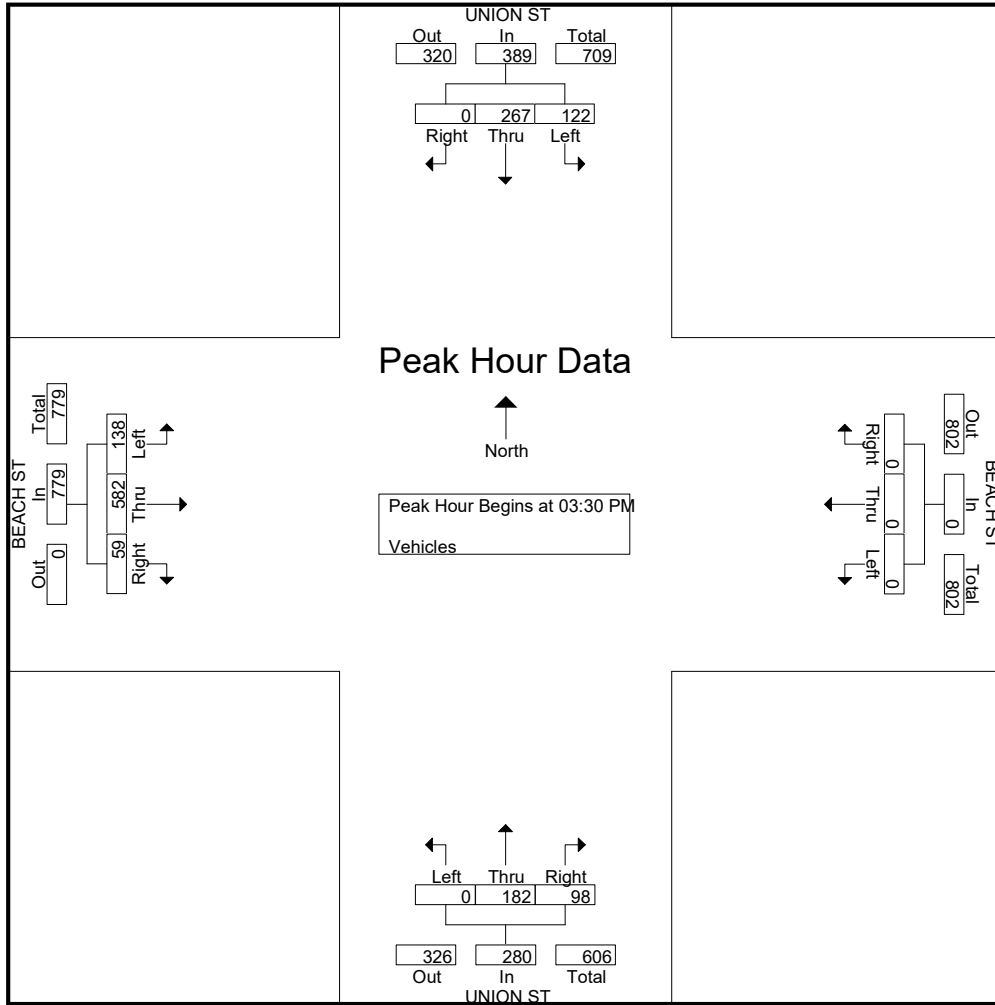 UNION ST
Out In Total
320 389 709
0 267 122
Right Thru Left
Peak Hour Data
North
Peak Hour Begins at 03:30 PM
Vehicles
BEACH ST
Total In Out
779 779 0
138 582 59
Left Thru Right
BEACH ST
Out In Total
802 0 802
0 0 0
Right Thru Left
Left Thru Right
0 182 98
326 280 606
Out In Total
UNION ST